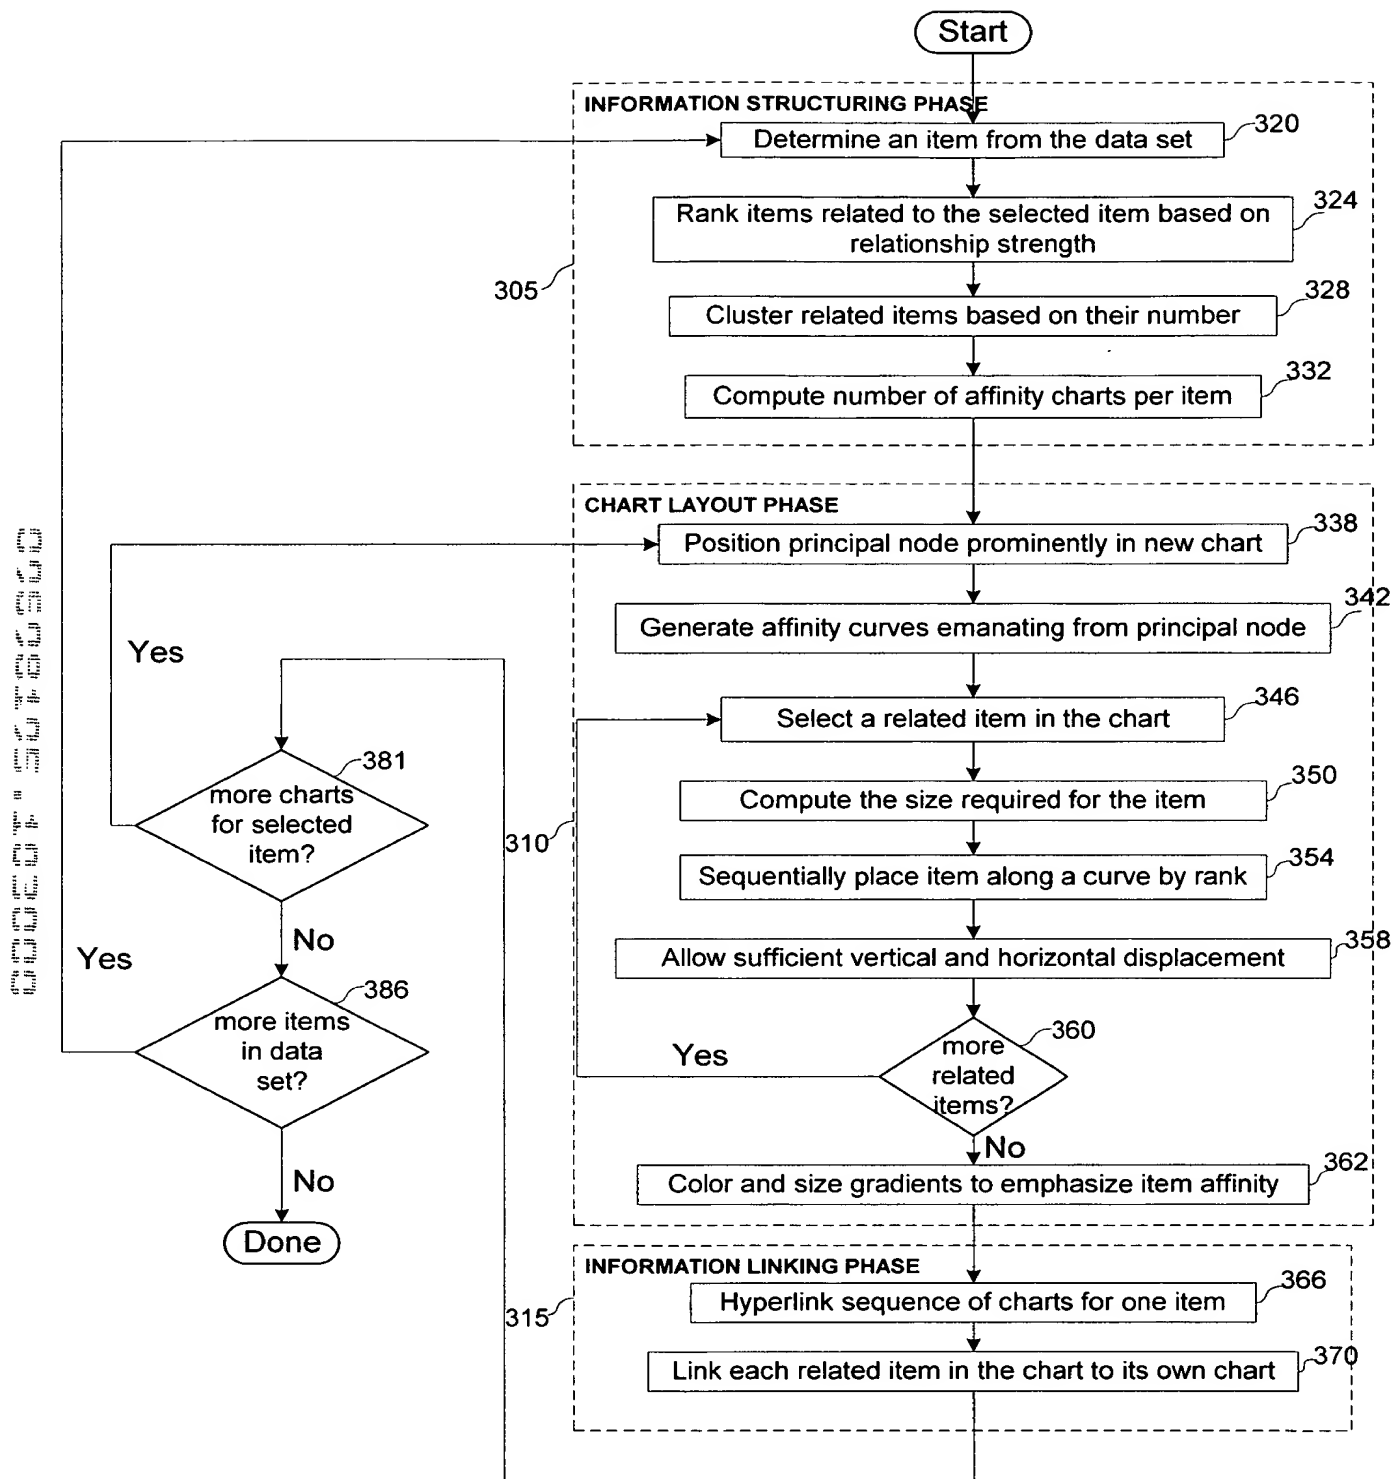 Start
INFORMATION STRUCTURING PHASE
Determine an item from the data set
320
Rank items related to the selected item based on
relationship strength
324
305
Cluster related items based on their number
328
Compute number of affinity charts per item
332
CHART LAYOUT PHASE
Position principal node prominently in new chart
338
Generate affinity curves emanating from principal node
342
Yes
Select a related item in the chart
346
381
more charts
for selected
item?
310
Compute the size required for the item
350
Sequentially place item along a curve by rank
354
No
Yes
Allow sufficient vertical and horizontal displacement
358
386
more items
in data
set?
360
more
related
items?
Yes
No
Color and size gradients to emphasize item affinity
362
No
Done
INFORMATION LINKING PHASE
315
Hyperlink sequence of charts for one item
366
Link each related item in the chart to its own chart
370